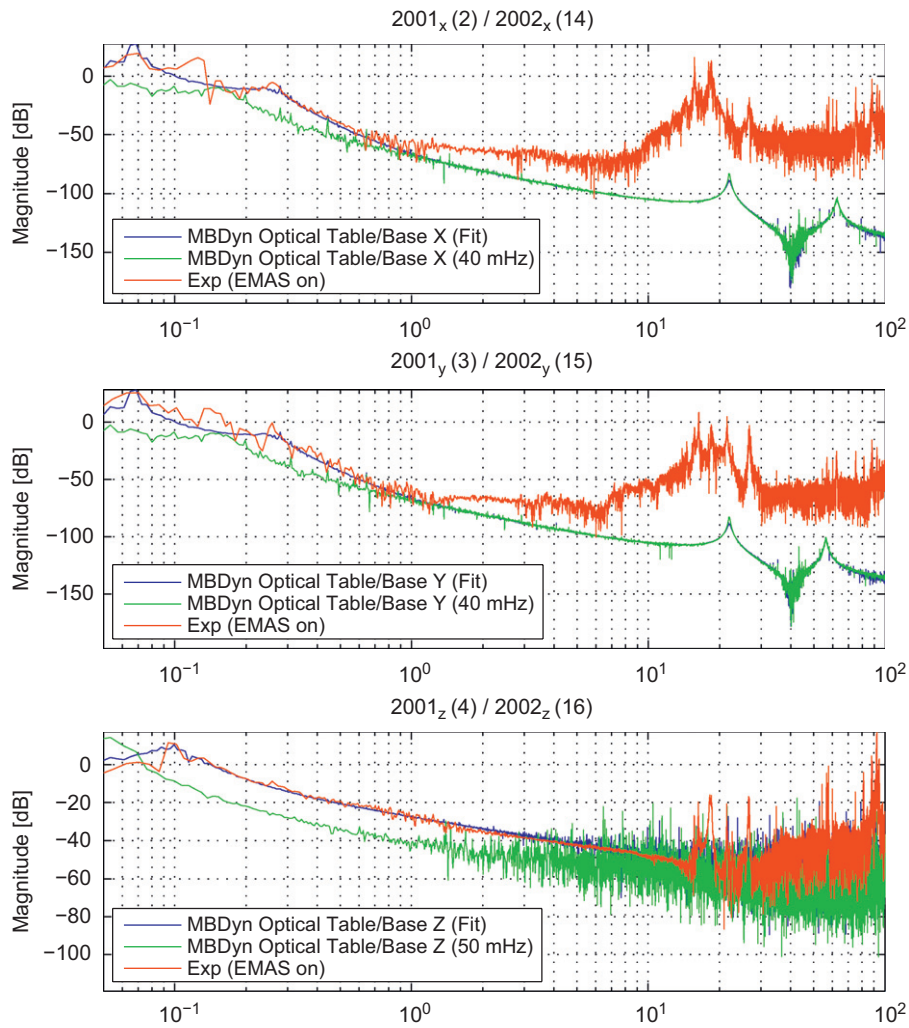 2001ₓ (2) / 2002ₓ (14)
Magnitude [dB]
0
−50
−100
−150
MBDyn Optical Table/Base X (Fit)
MBDyn Optical Table/Base X (40 mHz)
Exp (EMAS on)
10⁻¹ 10⁰ 10¹ 10²
2001_y (3) / 2002_y (15)
Magnitude [dB]
0
−50
−100
−150
MBDyn Optical Table/Base Y (Fit)
MBDyn Optical Table/Base Y (40 mHz)
Exp (EMAS on)
10⁻¹ 10⁰ 10¹ 10²
2001_z (4) / 2002_z (16)
Magnitude [dB]
0
−20
−40
−60
−80
−100
MBDyn Optical Table/Base Z (Fit)
MBDyn Optical Table/Base Z (50 mHz)
Exp (EMAS on)
10⁻¹ 10⁰ 10¹ 10²